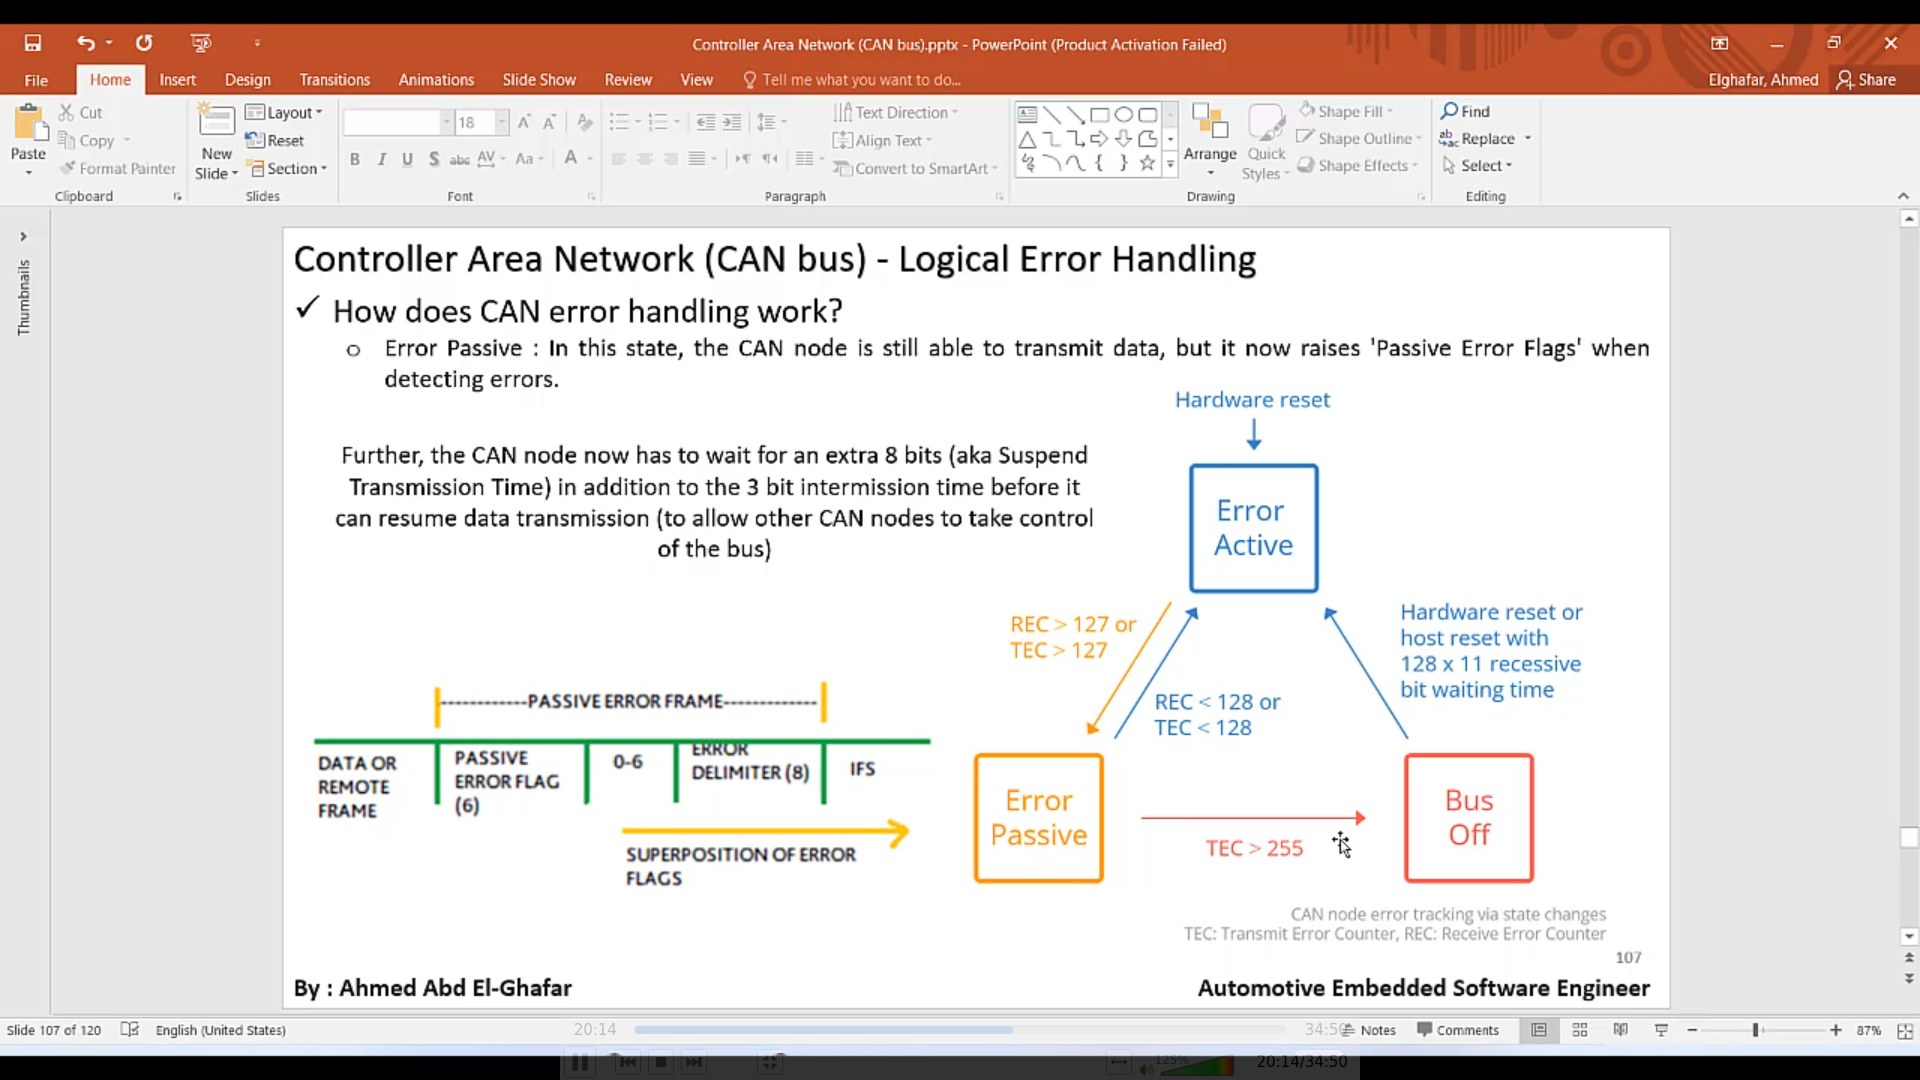 Controller Area Network (CAN bus).pptx - PowerPoint (Product Activation Failed)
File Home Insert Design Transitions Animations Slide Show Review View Tell me what you want to do... Elghafar, Ahmed Share
Cut
Copy
Format Painter
Paste
Clipboard
New
Slide
Layout
Reset
Section
Slides
18
B I U S abc AV Aa A
Font
Text Direction
Align Text
Convert to SmartArt
Paragraph
Arrange
Quick
Styles
Shape Fill
Shape Outline
Shape Effects
Drawing
Find
Replace
Select
Editing
Thumbnails
Controller Area Network (CAN bus) - Logical Error Handling
✓ How does CAN error handling work?
o Error Passive : In this state, the CAN node is still able to transmit data, but it now raises 'Passive Error Flags' when
detecting errors.
Further, the CAN node now has to wait for an extra 8 bits (aka Suspend
Transmission Time) in addition to the 3 bit intermission time before it
can resume data transmission (to allow other CAN nodes to take control
of the bus)
Hardware reset
Error
Active
REC > 127 or
TEC > 127
REC < 128 or
TEC < 128
Hardware reset or
host reset with
128 x 11 recessive
bit waiting time
Error
Passive
TEC > 255
Bus
Off
PASSIVE ERROR FRAME
DATA OR
REMOTE
FRAME
PASSIVE
ERROR FLAG
(6)
0-6
ERROR
DELIMITER (8)
IFS
SUPERPOSITION OF ERROR
FLAGS
CAN node error tracking via state changes
TEC: Transmit Error Counter, REC: Receive Error Counter
107
By : Ahmed Abd El-Ghafar
Automotive Embedded Software Engineer
Slide 107 of 120 English (United States) 20:14 34:50 Notes Comments 87%
125% 20:14/34:50